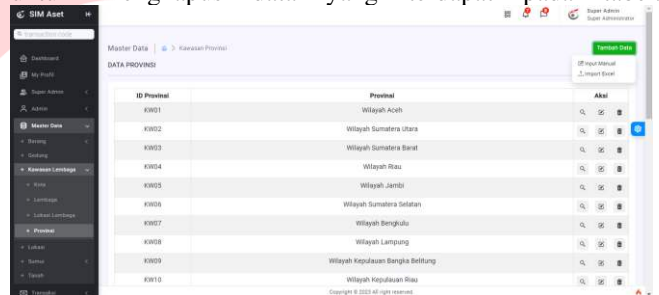 SIM Aset
Super Admin
Super Administrator
transaction code
Master Data > Kawasan Provinsi
Tambah Data
DATA PROVINSI
Input Manual
Import Excel
Dashboard
My Profil
Super Admin
Admin
Master Data
Barang
Gedung
Kawasan Lembaga
Kota
Lembaga
Lokasi Lembaga
Provinsi
Lokasi
Sumur
Tanah
Transaksi
ID Provinsi Provinsi Aksi
KW01 Wilayah Aceh
KW02 Wilayah Sumatera Utara
KW03 Wilayah Sumatera Barat
KW04 Wilayah Riau
KW05 Wilayah Jambi
KW06 Wilayah Sumatera Selatan
KW07 Wilayah Bengkulu
KW08 Wilayah Lampung
KW09 Wilayah Kepulauan Bangka Belitung
KW10 Wilayah Kepulauan Riau
Copyright © 2023 All right reserved.